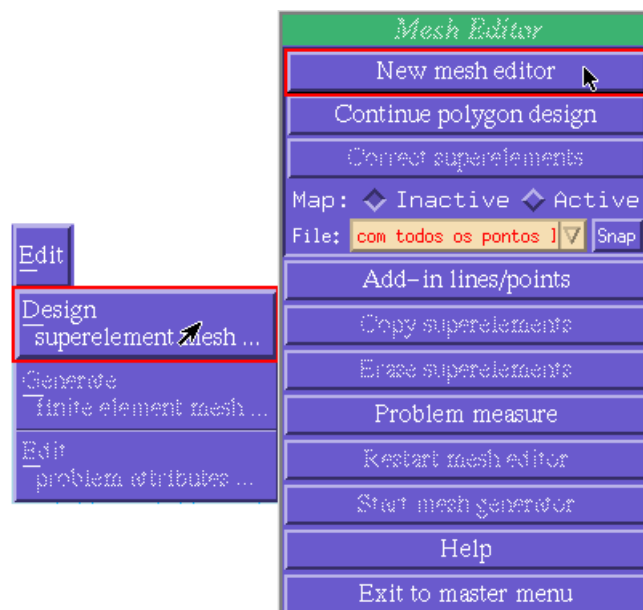 Edit
Design
superelement mesh ...
Generate
finite element mesh ...
Edit
problem attributes ...
Mesh Editor
New mesh editor
Continue polygon design
Correct superelements
Map: Inactive Active
File: com todos os pontos l Snap
Add-in lines/points
Copy superelements
Erase superelements
Problem measure
Restart mesh editor
Start mesh generator
Help
Exit to master menu